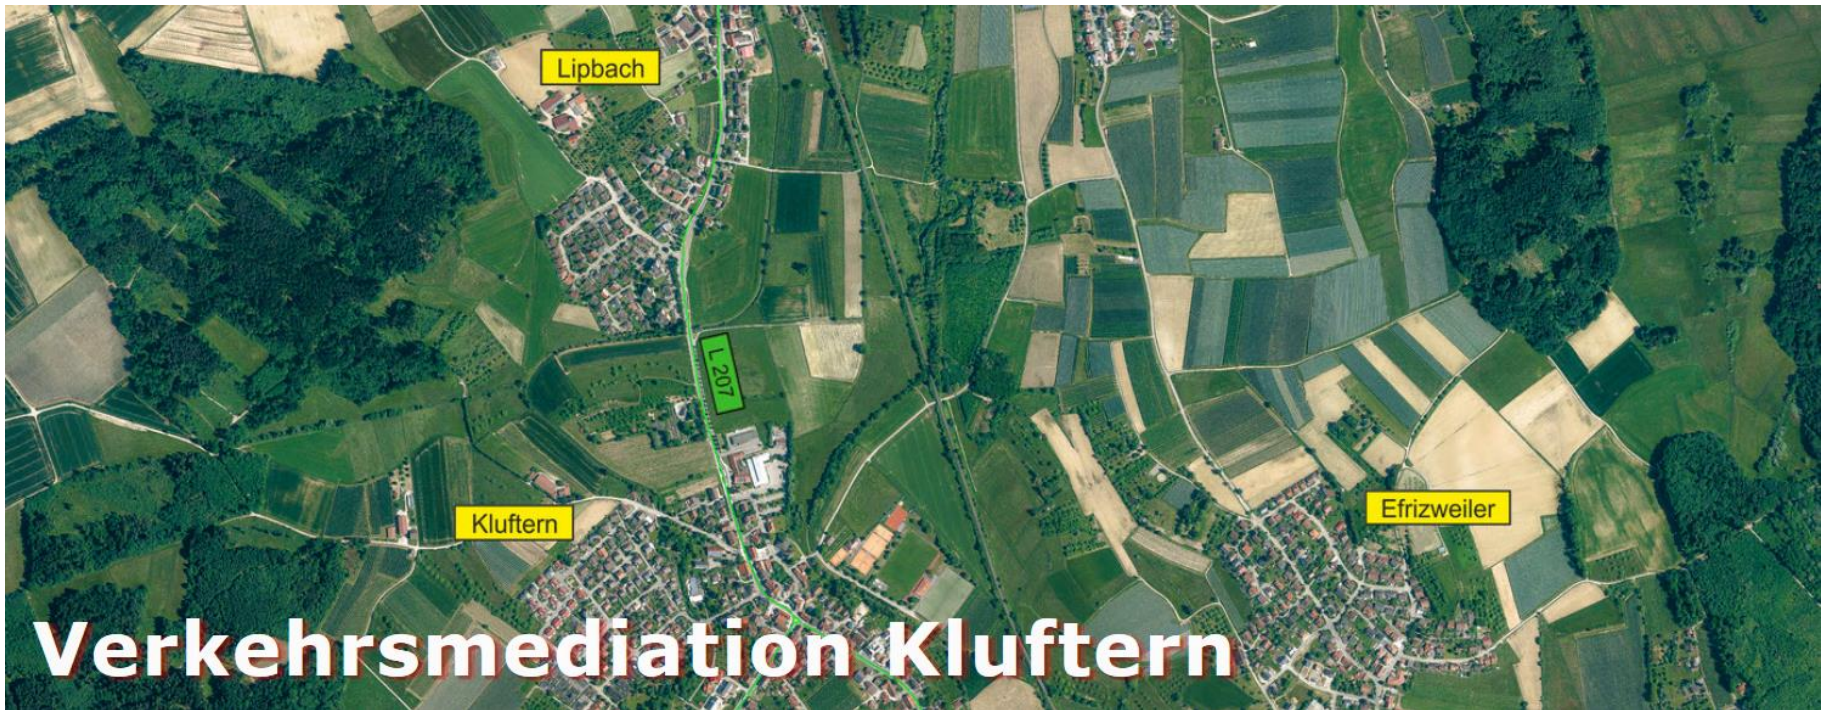 Lipbach
L 207
Kluftern
Efrizweiler
Verkehrsmediation Kluftern